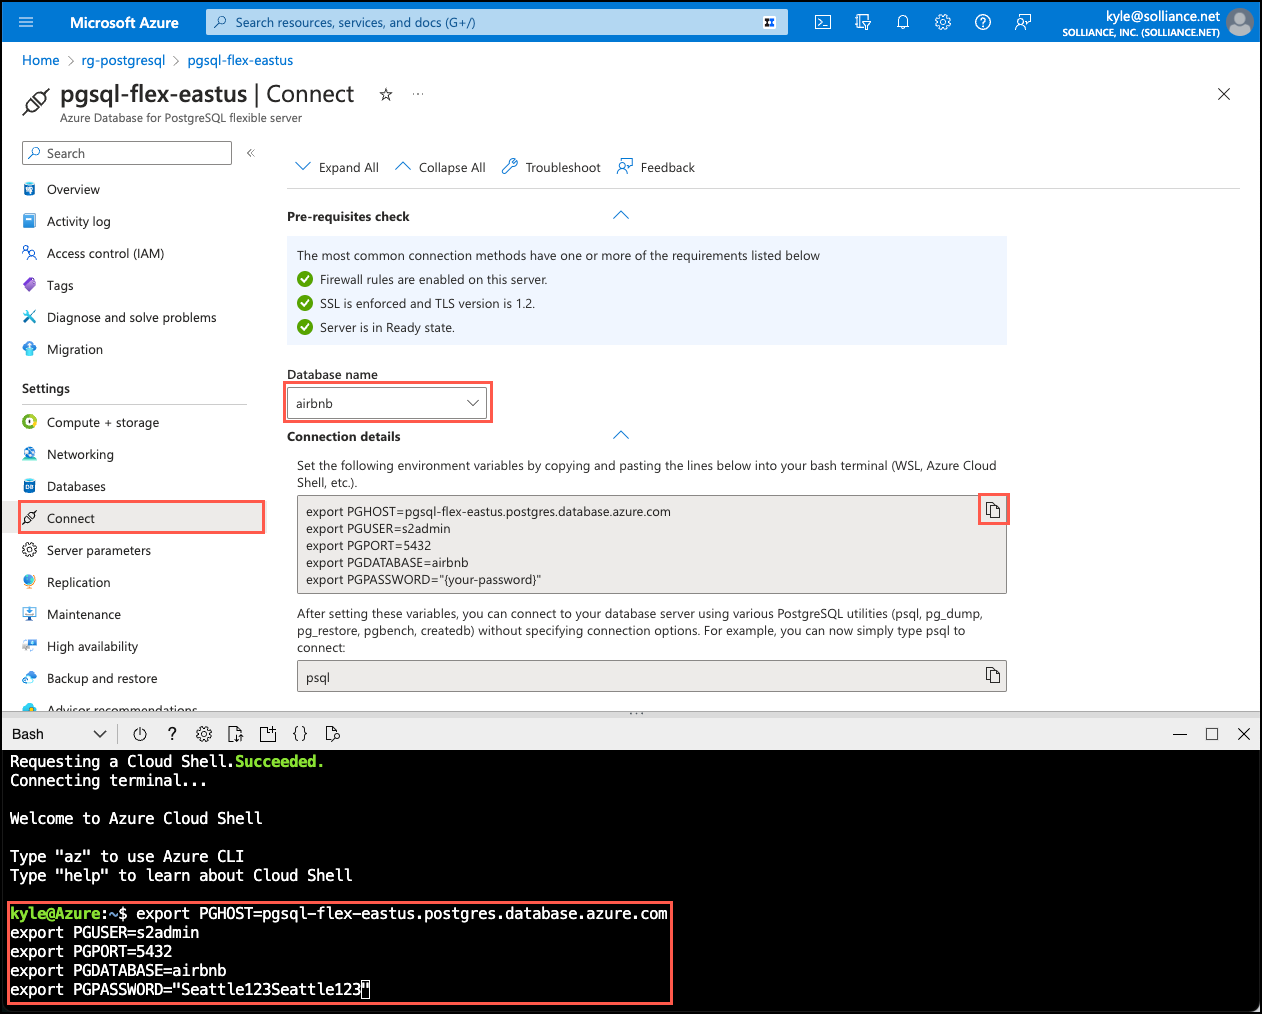 Microsoft Azure
Search resources, services, and docs (G+/)
kyle@solliance.net
SOLLIANCE, INC. (SOLLIANCE.NET)
Home > rg-postgresql > pgsql-flex-eastus
pgsql-flex-eastus | Connect
Azure Database for PostgreSQL flexible server
Search
Overview
Activity log
Access control (IAM)
Tags
Diagnose and solve problems
Migration
Settings
Compute + storage
Networking
Databases
Connect
Server parameters
Replication
Maintenance
High availability
Backup and restore
Advisor recommendations
Expand All
Collapse All
Troubleshoot
Feedback
Pre-requisites check
The most common connection methods have one or more of the requirements listed below
Firewall rules are enabled on this server.
SSL is enforced and TLS version is 1.2.
Server is in Ready state.
Database name
airbnb
Connection details
Set the following environment variables by copying and pasting the lines below into your bash terminal (WSL, Azure Cloud
Shell, etc.).
export PGHOST=pgsql-flex-eastus.postgres.database.azure.com
export PGUSER=s2admin
export PGPORT=5432
export PGDATABASE=airbnb
export PGPASSWORD="{your-password}"
After setting these variables, you can connect to your database server using various PostgreSQL utilities (psql, pg_dump,
pg_restore, pgbench, createdb) without specifying connection options. For example, you can now simply type psql to
connect:
psql
Bash
Requesting a Cloud Shell.Succeeded.
Connecting terminal...
Welcome to Azure Cloud Shell
Type "az" to use Azure CLI
Type "help" to learn about Cloud Shell
kyle@Azure:~$ export PGHOST=pgsql-flex-eastus.postgres.database.azure.com
export PGUSER=s2admin
export PGPORT=5432
export PGDATABASE=airbnb
export PGPASSWORD="Seattle123Seattle123"